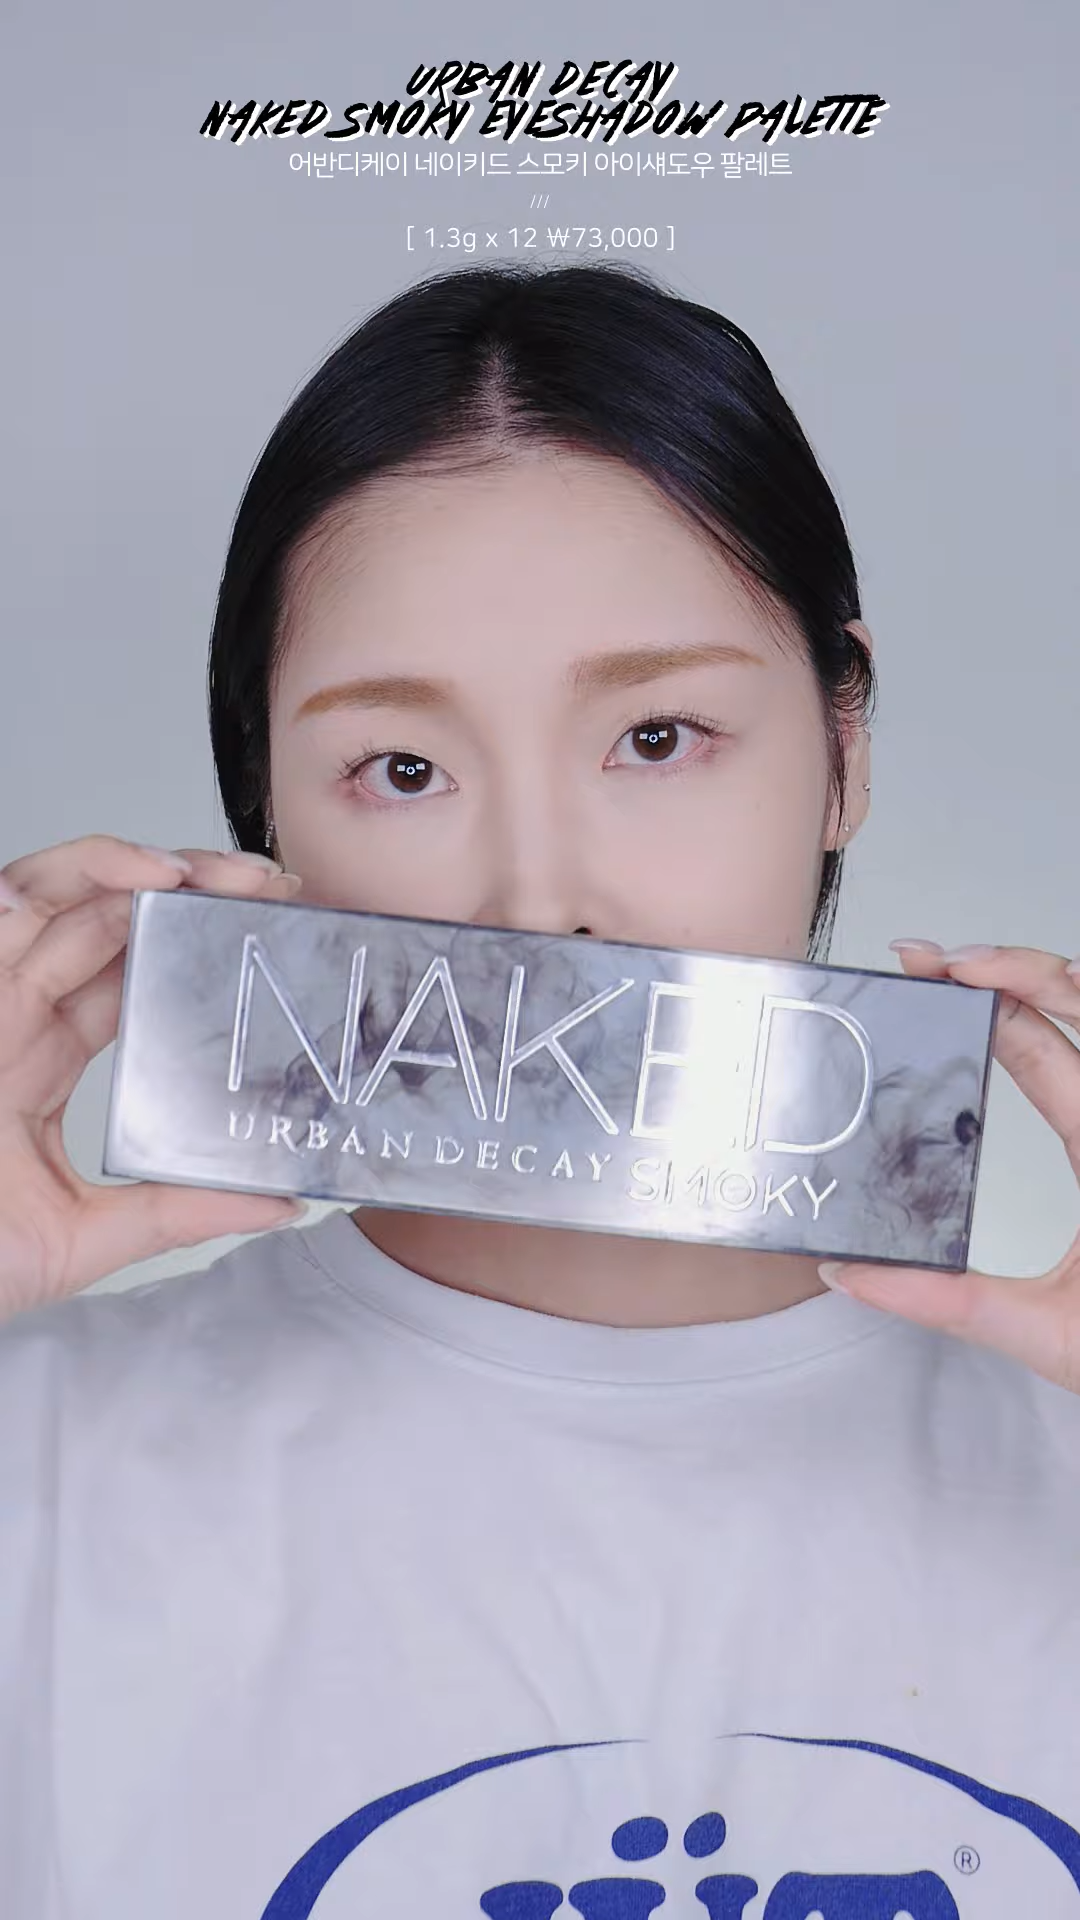 URBAN DECAY
NAKED SMOKY EYESHADOW PALETTE
어반디케이 네이키드 스모키 아이섀도우 팔레트
///
[ 1.3g x 12 ₩73,000 ]
NAKED
URBAN DECAY SMOKY
®